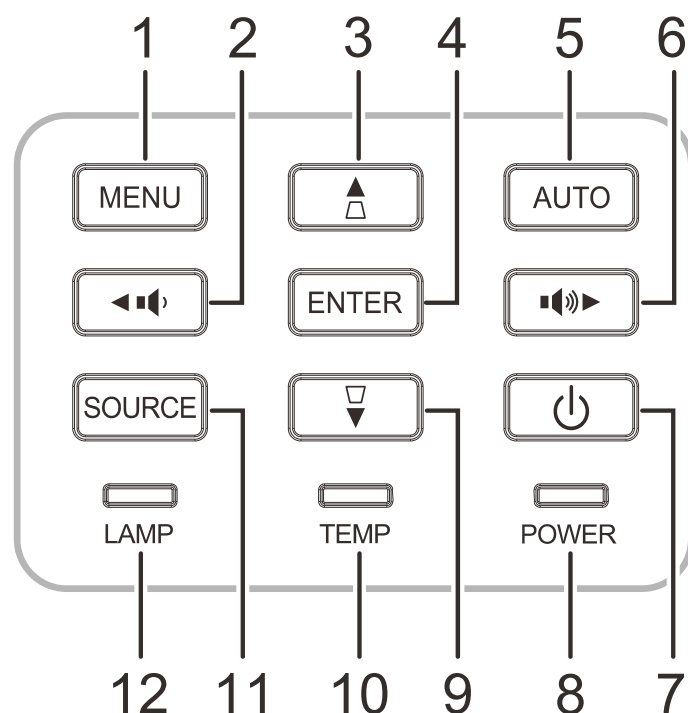 1 2 3 4 5 6
MENU AUTO
ENTER
SOURCE
LAMP TEMP POWER
12 11 10 9 8 7